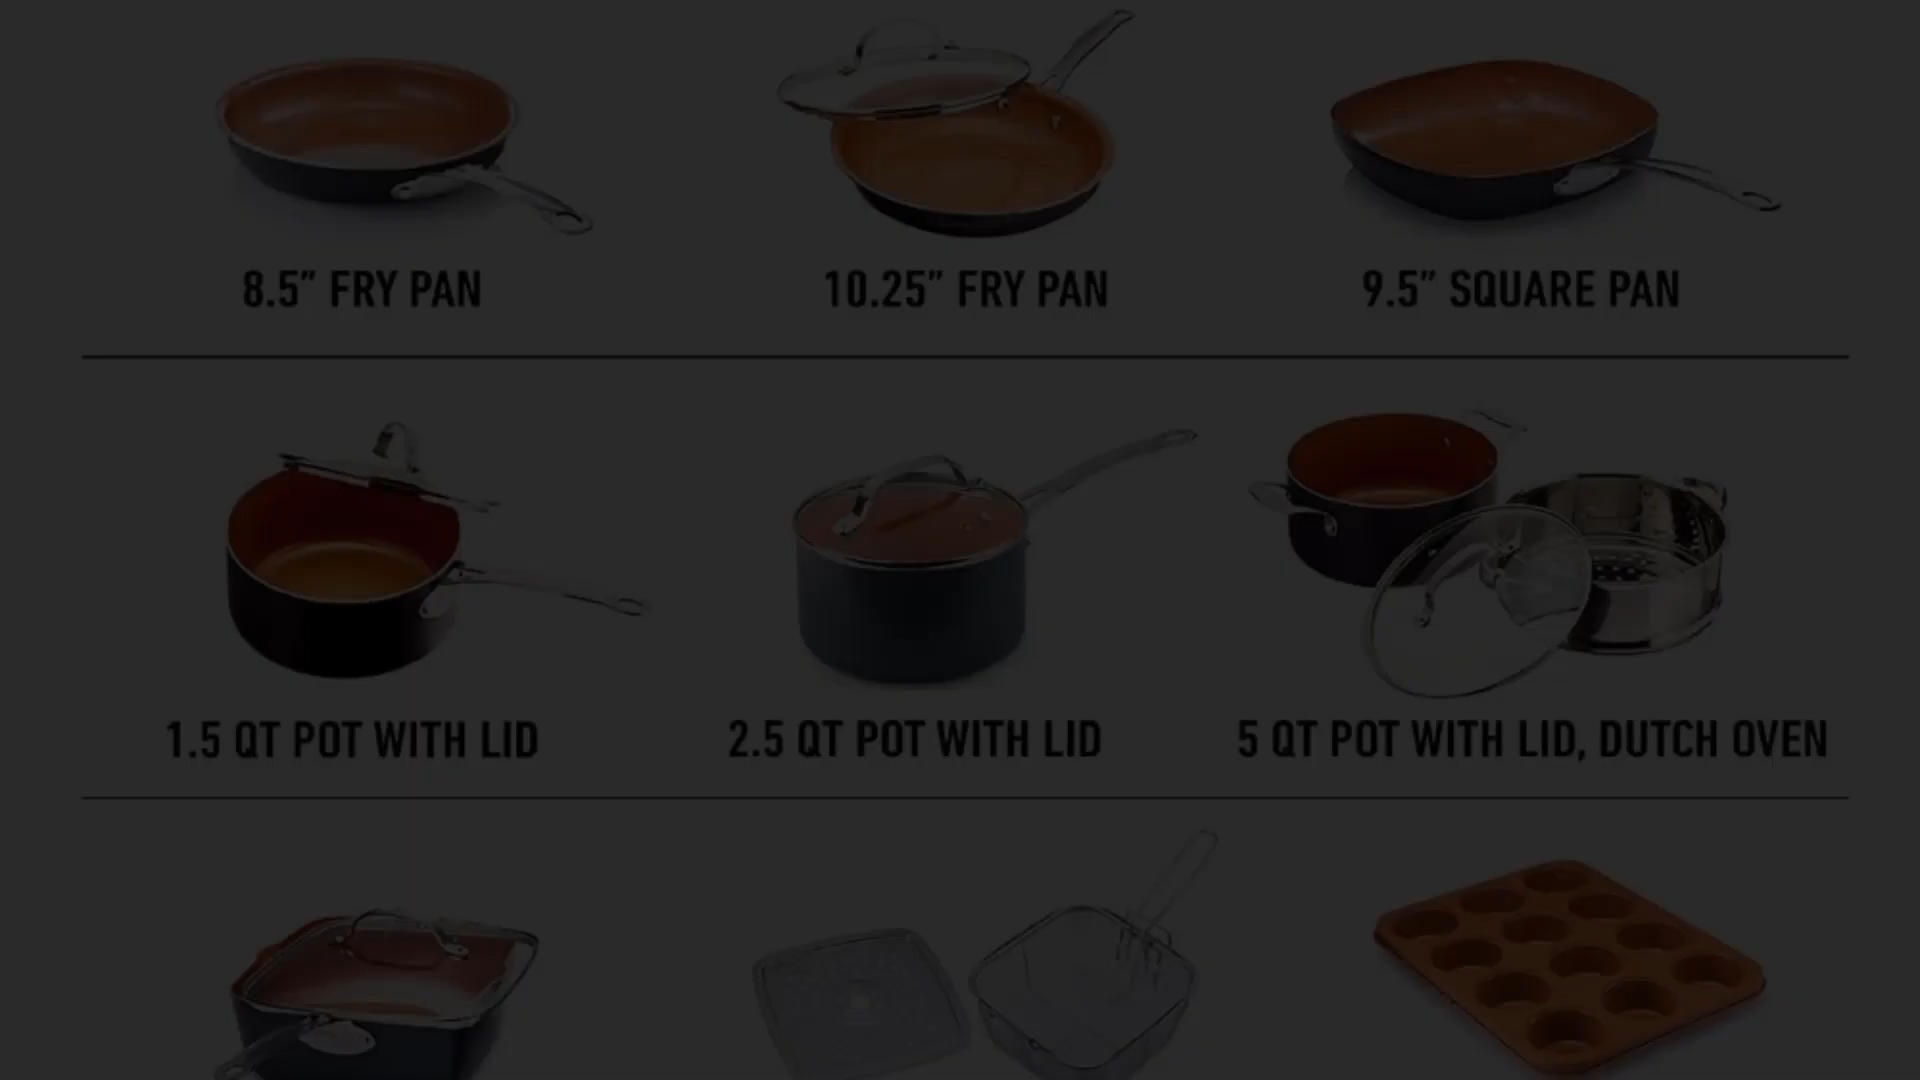 8.5” FRY PAN
10.25” FRY PAN
9.5” SQUARE PAN
1.5 QT POT WITH LID
2.5 QT POT WITH LID
5 QT POT WITH LID, DUTCH OVEN